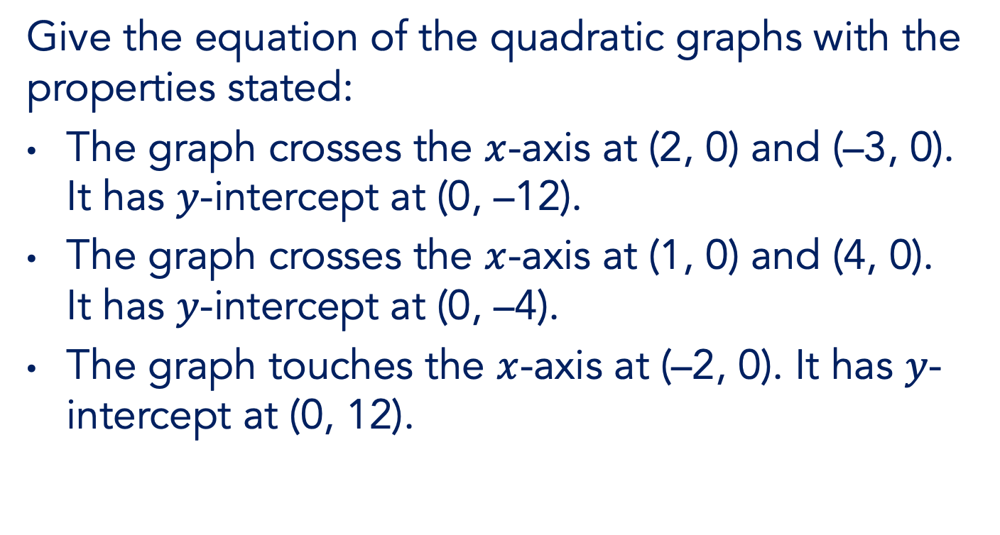 Give the equation of the quadratic graphs with the
properties stated:
• The graph crosses the x-axis at (2, 0) and (–3, 0).
It has y-intercept at (0, –12).
• The graph crosses the x-axis at (1, 0) and (4, 0).
It has y-intercept at (0, –4).
• The graph touches the x-axis at (–2, 0). It has y-
intercept at (0, 12).